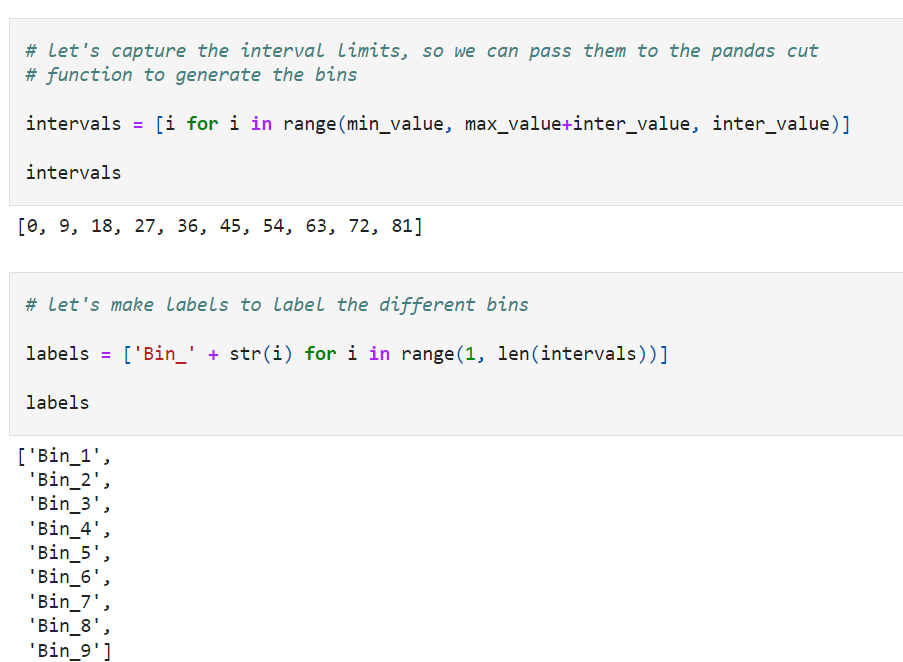 # let's capture the interval limits, so we can pass them to the pandas cut
# function to generate the bins
intervals = [i for i in range(min_value, max_value+inter_value, inter_value)]
intervals
[0, 9, 18, 27, 36, 45, 54, 63, 72, 81]
# let's make labels to label the different bins
labels = ['Bin_' + str(i) for i in range(1, len(intervals))]
labels
['Bin_1',
'Bin_2',
'Bin_3',
'Bin_4',
'Bin_5',
'Bin_6',
'Bin_7',
'Bin_8',
'Bin_9']